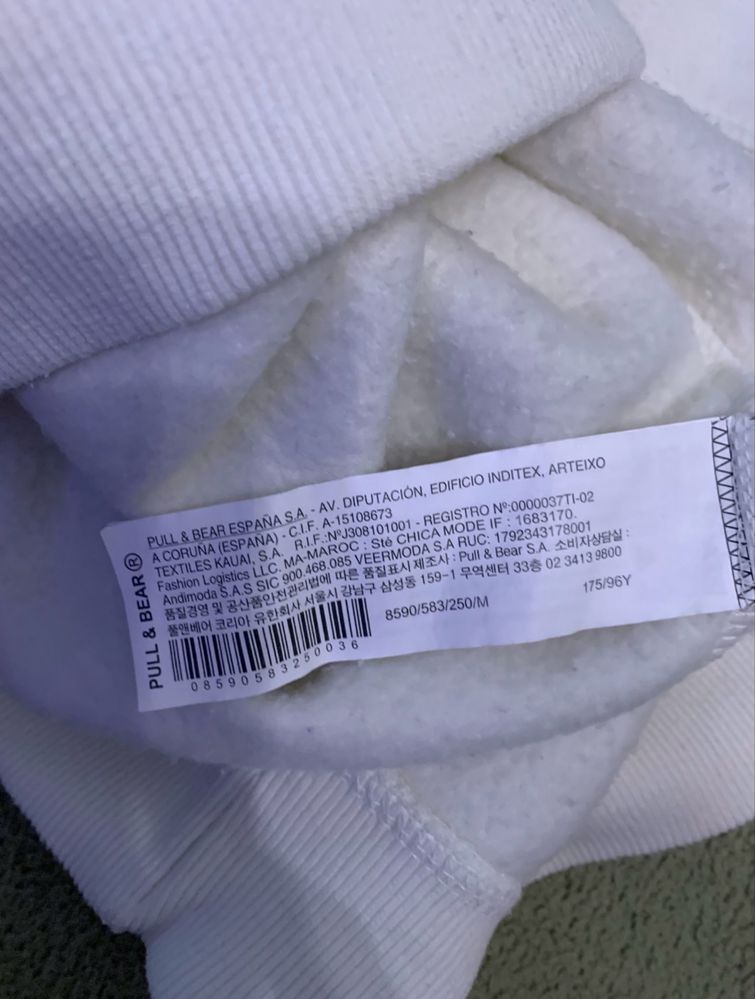 PULL & BEAR®
PULL & BEAR ESPAÑA S.A. - AV. DIPUTACIÓN, EDIFICIO INDITEX, ARTEIXO
A CORUÑA (ESPAÑA) - C.I.F. A-15108673
TEXTILES KAUAI, S.A. R.I.F.:NºJ308101001 - REGISTRO Nº:0000037TI-02
Fashion Logistics LLC. MA-MAROC : Sté CHICA MODE IF : 1683170.
Andimoda S.A.S SIC 900.468.085 VEERMODA S.A RUC: 1792343178001
품질경영 및 공산품안전관리법에 따른 품질표시 제조사 : Pull & Bear S.A. 소비자상담실 :
풀앤베어 코리아 유한회사 서울시 강남구 삼성동 159-1 무역센터 33층 02 3413 9800
8590/583/250/M
175/96Y
08590583250036